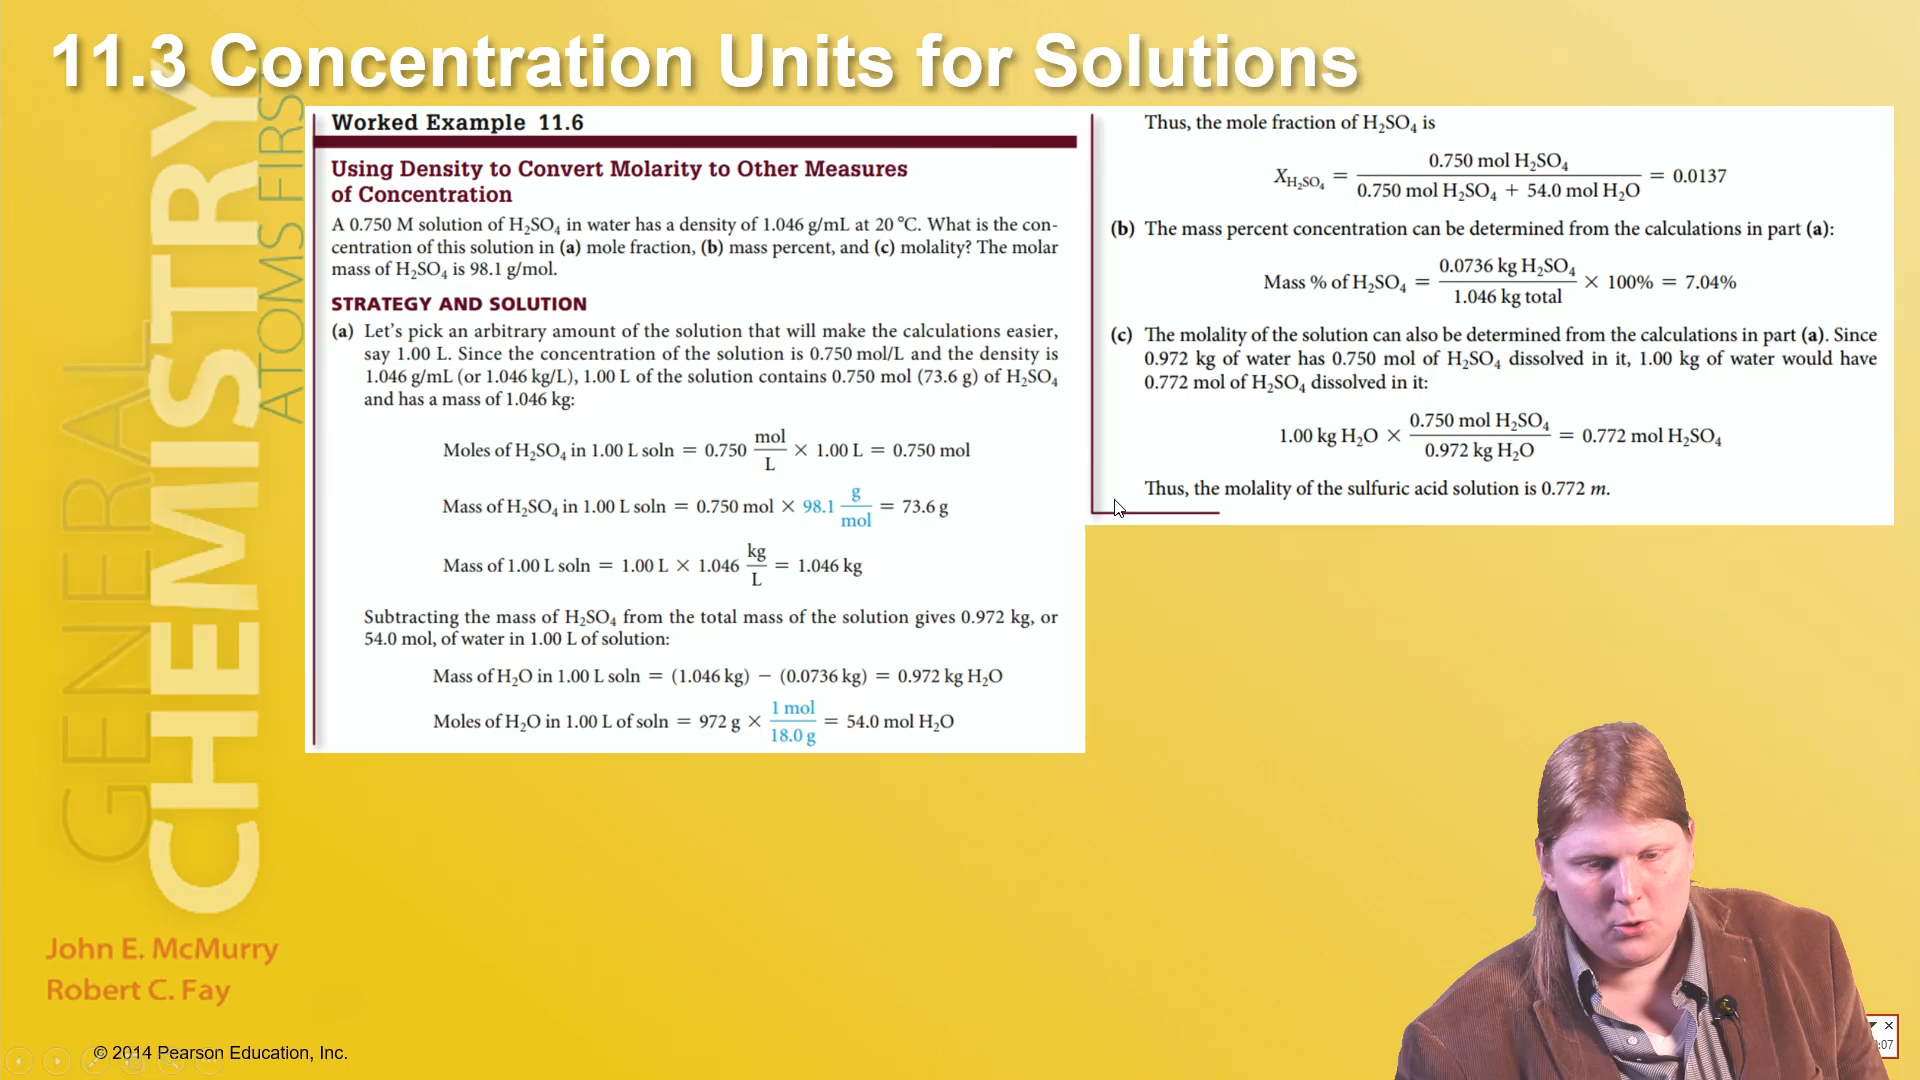 11.3 Concentration Units for Solutions
GENERAL
CHEMISTRY
ATOMS FIRST
John E. McMurry
Robert C. Fay
Worked Example 11.6
Using Density to Convert Molarity to Other Measures
of Concentration
A 0.750 M solution of H₂SO₄ in water has a density of 1.046 g/mL at 20 °C. What is the con-
centration of this solution in (a) mole fraction, (b) mass percent, and (c) molality? The molar
mass of H₂SO₄ is 98.1 g/mol.
STRATEGY AND SOLUTION
(a) Let's pick an arbitrary amount of the solution that will make the calculations easier,
say 1.00 L. Since the concentration of the solution is 0.750 mol/L and the density is
1.046 g/mL (or 1.046 kg/L), 1.00 L of the solution contains 0.750 mol (73.6 g) of H₂SO₄
and has a mass of 1.046 kg:
Moles of H₂SO₄ in 1.00 L soln = 0.750 mol/L × 1.00 L = 0.750 mol
Mass of H₂SO₄ in 1.00 L soln = 0.750 mol × 98.1 g/mol = 73.6 g
Mass of 1.00 L soln = 1.00 L × 1.046 kg/L = 1.046 kg
Subtracting the mass of H₂SO₄ from the total mass of the solution gives 0.972 kg, or
54.0 mol, of water in 1.00 L of solution:
Mass of H₂O in 1.00 L soln = (1.046 kg) − (0.0736 kg) = 0.972 kg H₂O
Moles of H₂O in 1.00 L of soln = 972 g × 1 mol/18.0 g = 54.0 mol H₂O
Thus, the mole fraction of H₂SO₄ is
X_H₂SO₄ = 0.750 mol H₂SO₄ / 0.750 mol H₂SO₄ + 54.0 mol H₂O = 0.0137
(b) The mass percent concentration can be determined from the calculations in part (a):
Mass % of H₂SO₄ = 0.0736 kg H₂SO₄ / 1.046 kg total × 100% = 7.04%
(c) The molality of the solution can also be determined from the calculations in part (a). Since
0.972 kg of water has 0.750 mol of H₂SO₄ dissolved in it, 1.00 kg of water would have
0.772 mol of H₂SO₄ dissolved in it:
1.00 kg H₂O × 0.750 mol H₂SO₄ / 0.972 kg H₂O = 0.772 mol H₂SO₄
Thus, the molality of the sulfuric acid solution is 0.772 m.
© 2014 Pearson Education, Inc.
:07